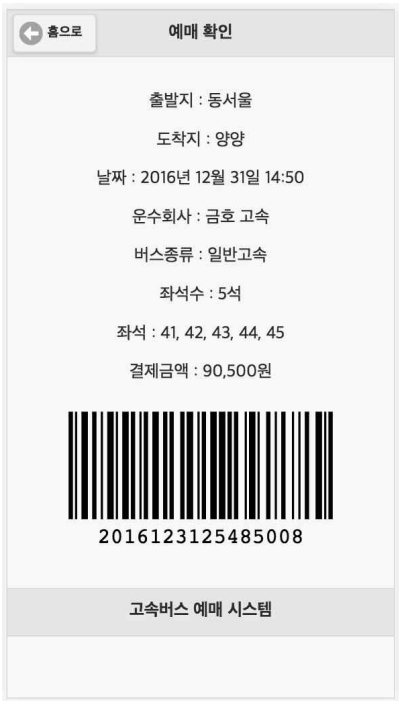 홈으로
예매 확인
출발지 : 동서울
도착지 : 양양
날짜 : 2016년 12월 31일 14:50
운수회사 : 금호 고속
버스종류 : 일반고속
좌석수 : 5석
좌석 : 41, 42, 43, 44, 45
결제금액 : 90,500원
2016123125485008
고속버스 예매 시스템